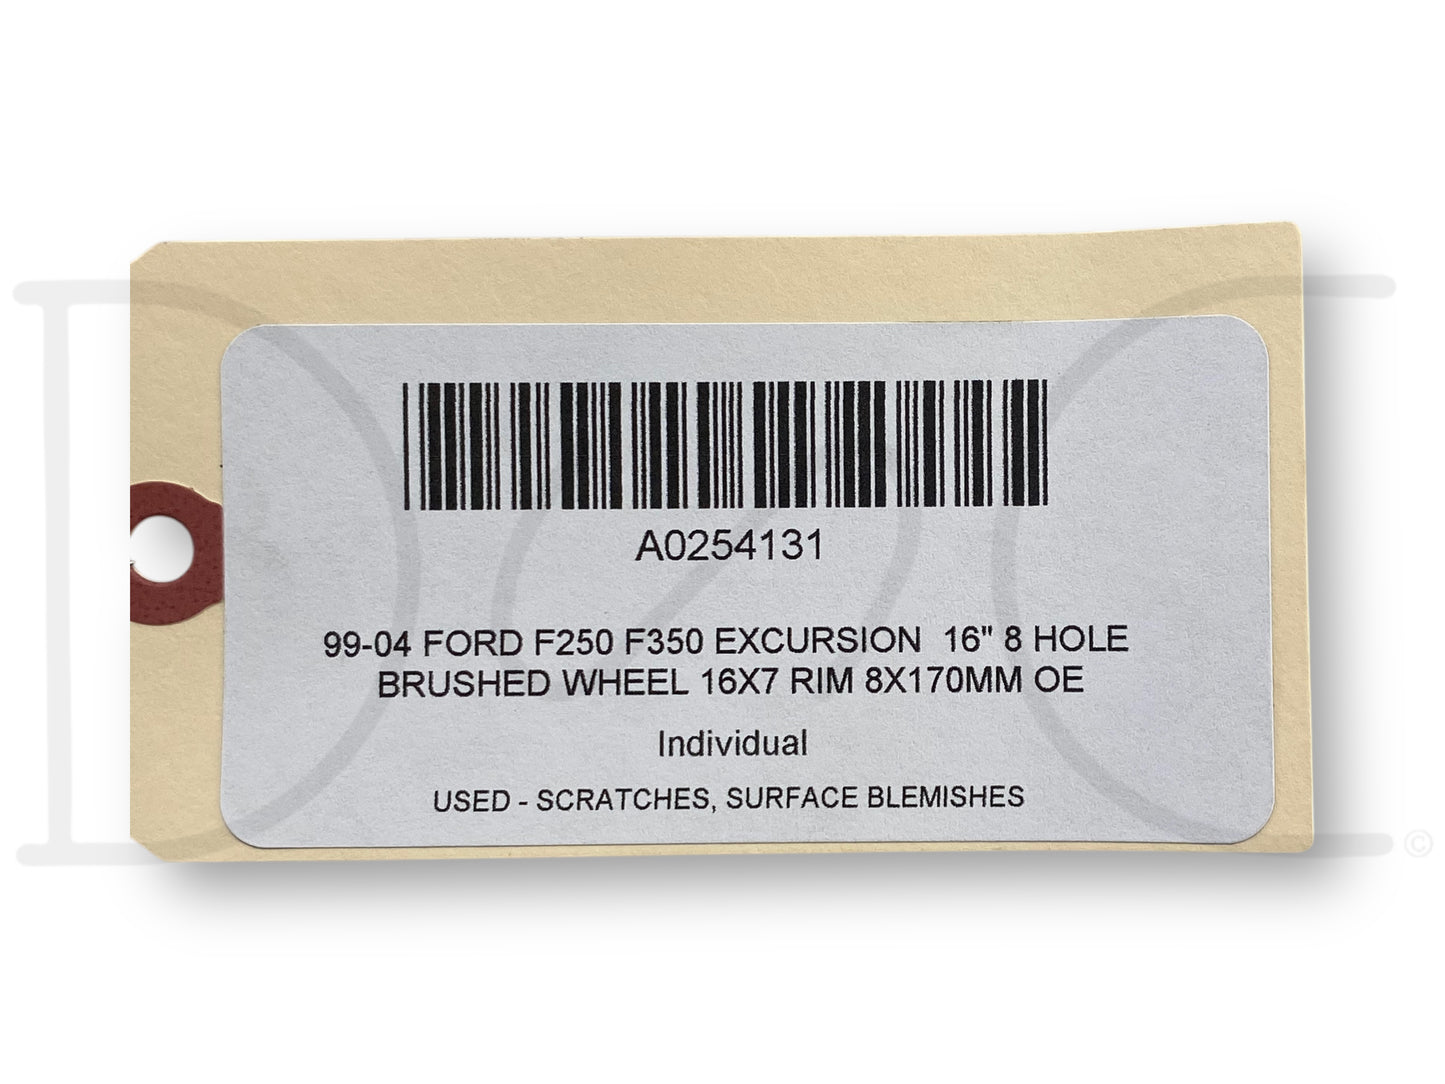 A0254131
99-04 FORD F250 F350 EXCURSION  16" 8 HOLE
BRUSHED WHEEL 16X7 RIM 8X170MM OE
Individual
USED - SCRATCHES, SURFACE BLEMISHES
©